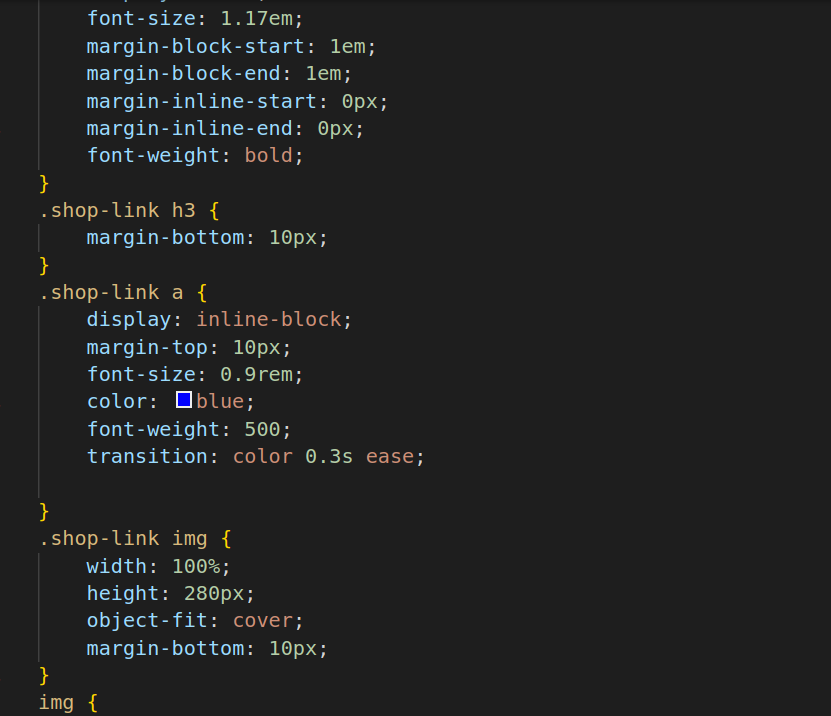 font-size: 1.17em;
margin-block-start: 1em;
margin-block-end: 1em;
margin-inline-start: 0px;
margin-inline-end: 0px;
font-weight: bold;
}
.shop-link h3 {
margin-bottom: 10px;
}
.shop-link a {
display: inline-block;
margin-top: 10px;
font-size: 0.9rem;
color: blue;
font-weight: 500;
transition: color 0.3s ease;
}
.shop-link img {
width: 100%;
height: 280px;
object-fit: cover;
margin-bottom: 10px;
}
img {